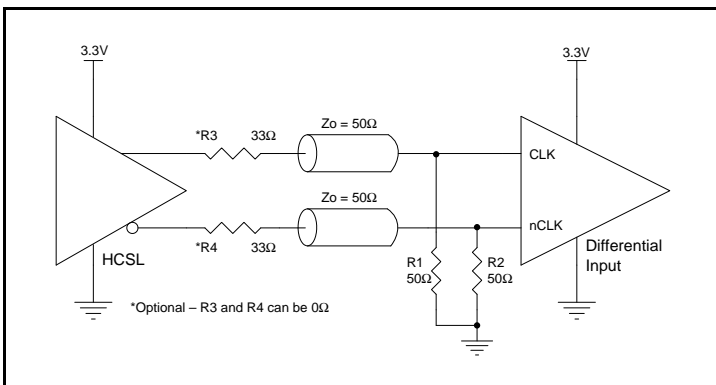 3.3V
3.3V
*R3 33Ω
Zo = 50Ω
CLK
Zo = 50Ω
nCLK
*R4 33Ω
HCSL
Differential
Input
R1
50Ω
R2
50Ω
*Optional – R3 and R4 can be 0Ω